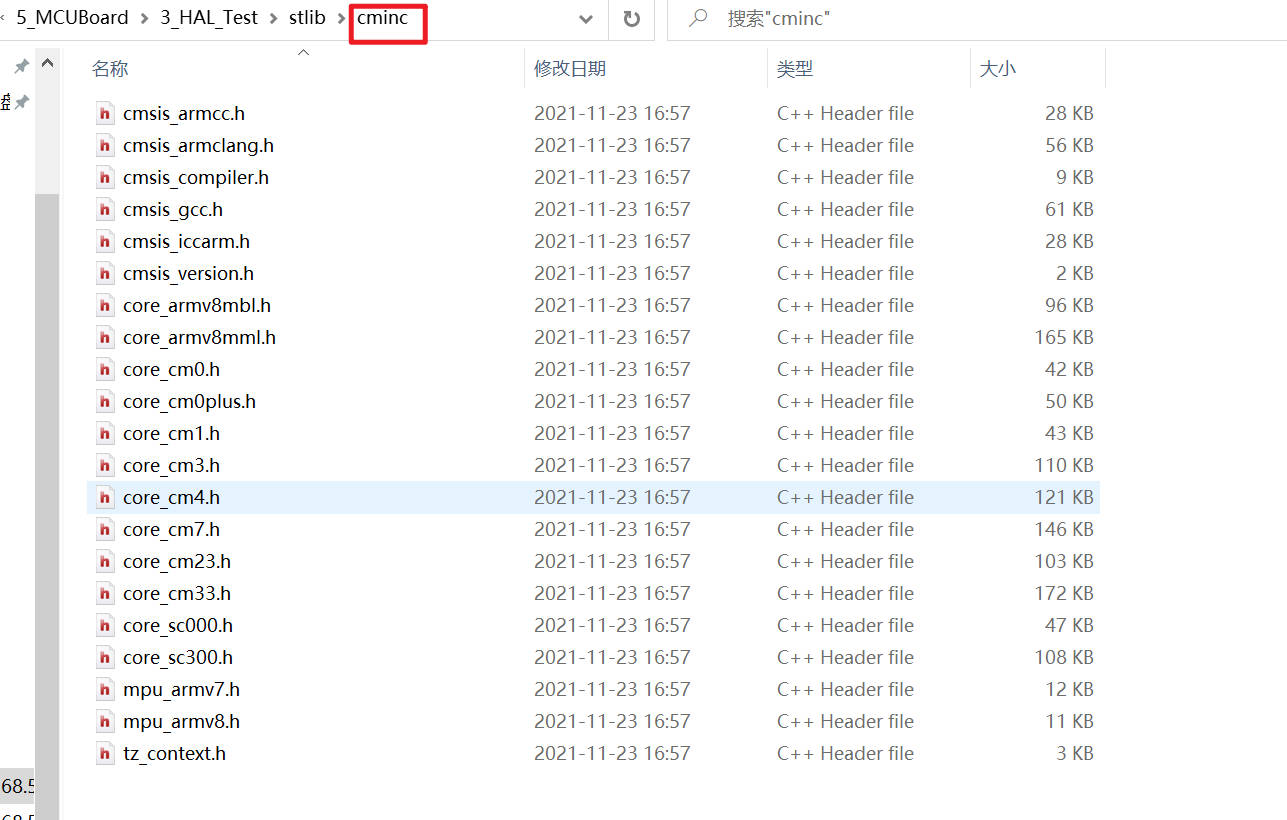 5_MCUBoard > 3_HAL_Test > stlib > cminc 搜索"cminc"
名称 修改日期 类型 大小
cmsis_armcc.h 2021-11-23 16:57 C++ Header file 28 KB
cmsis_armclang.h 2021-11-23 16:57 C++ Header file 56 KB
cmsis_compiler.h 2021-11-23 16:57 C++ Header file 9 KB
cmsis_gcc.h 2021-11-23 16:57 C++ Header file 61 KB
cmsis_iccarm.h 2021-11-23 16:57 C++ Header file 28 KB
cmsis_version.h 2021-11-23 16:57 C++ Header file 2 KB
core_armv8mbl.h 2021-11-23 16:57 C++ Header file 96 KB
core_armv8mml.h 2021-11-23 16:57 C++ Header file 165 KB
core_cm0.h 2021-11-23 16:57 C++ Header file 42 KB
core_cm0plus.h 2021-11-23 16:57 C++ Header file 50 KB
core_cm1.h 2021-11-23 16:57 C++ Header file 43 KB
core_cm3.h 2021-11-23 16:57 C++ Header file 110 KB
core_cm4.h 2021-11-23 16:57 C++ Header file 121 KB
core_cm7.h 2021-11-23 16:57 C++ Header file 146 KB
core_cm23.h 2021-11-23 16:57 C++ Header file 103 KB
core_cm33.h 2021-11-23 16:57 C++ Header file 172 KB
core_sc000.h 2021-11-23 16:57 C++ Header file 47 KB
core_sc300.h 2021-11-23 16:57 C++ Header file 108 KB
mpu_armv7.h 2021-11-23 16:57 C++ Header file 12 KB
mpu_armv8.h 2021-11-23 16:57 C++ Header file 11 KB
tz_context.h 2021-11-23 16:57 C++ Header file 3 KB
68.5